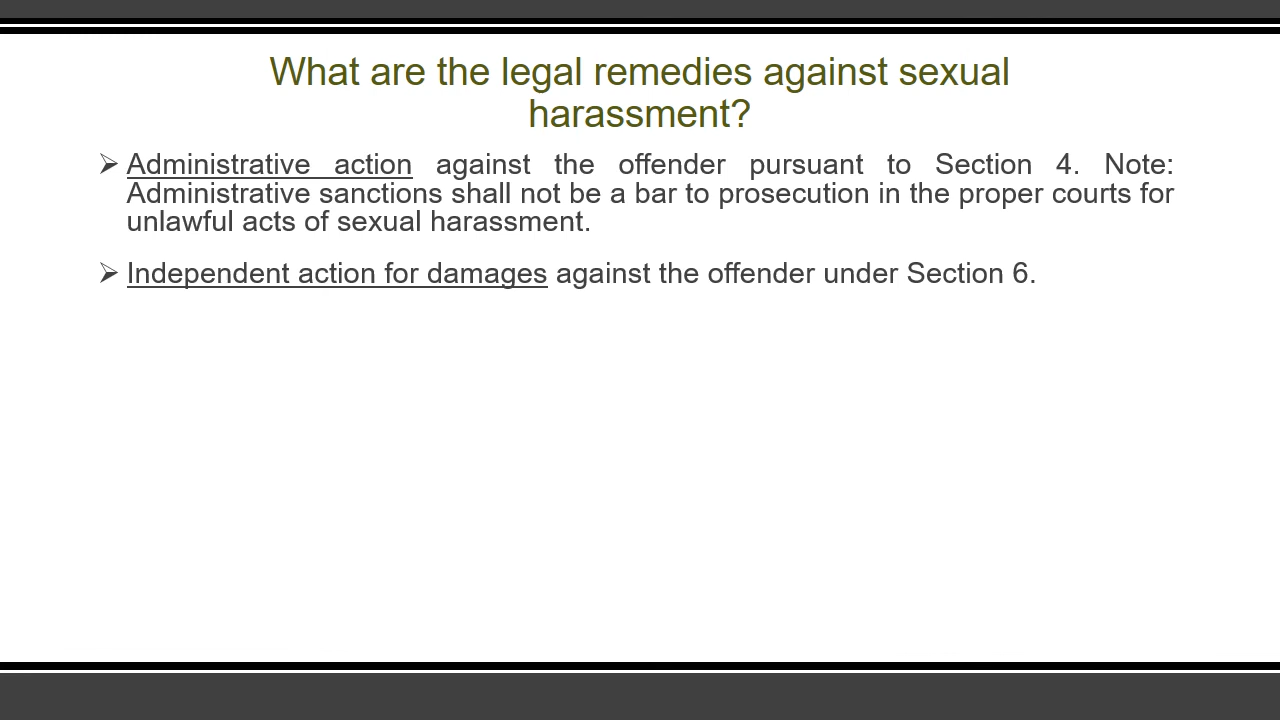 What are the legal remedies against sexual
harassment?
➢ Administrative action against the offender pursuant to Section 4. Note:
Administrative sanctions shall not be a bar to prosecution in the proper courts for
unlawful acts of sexual harassment.
➢ Independent action for damages against the offender under Section 6.